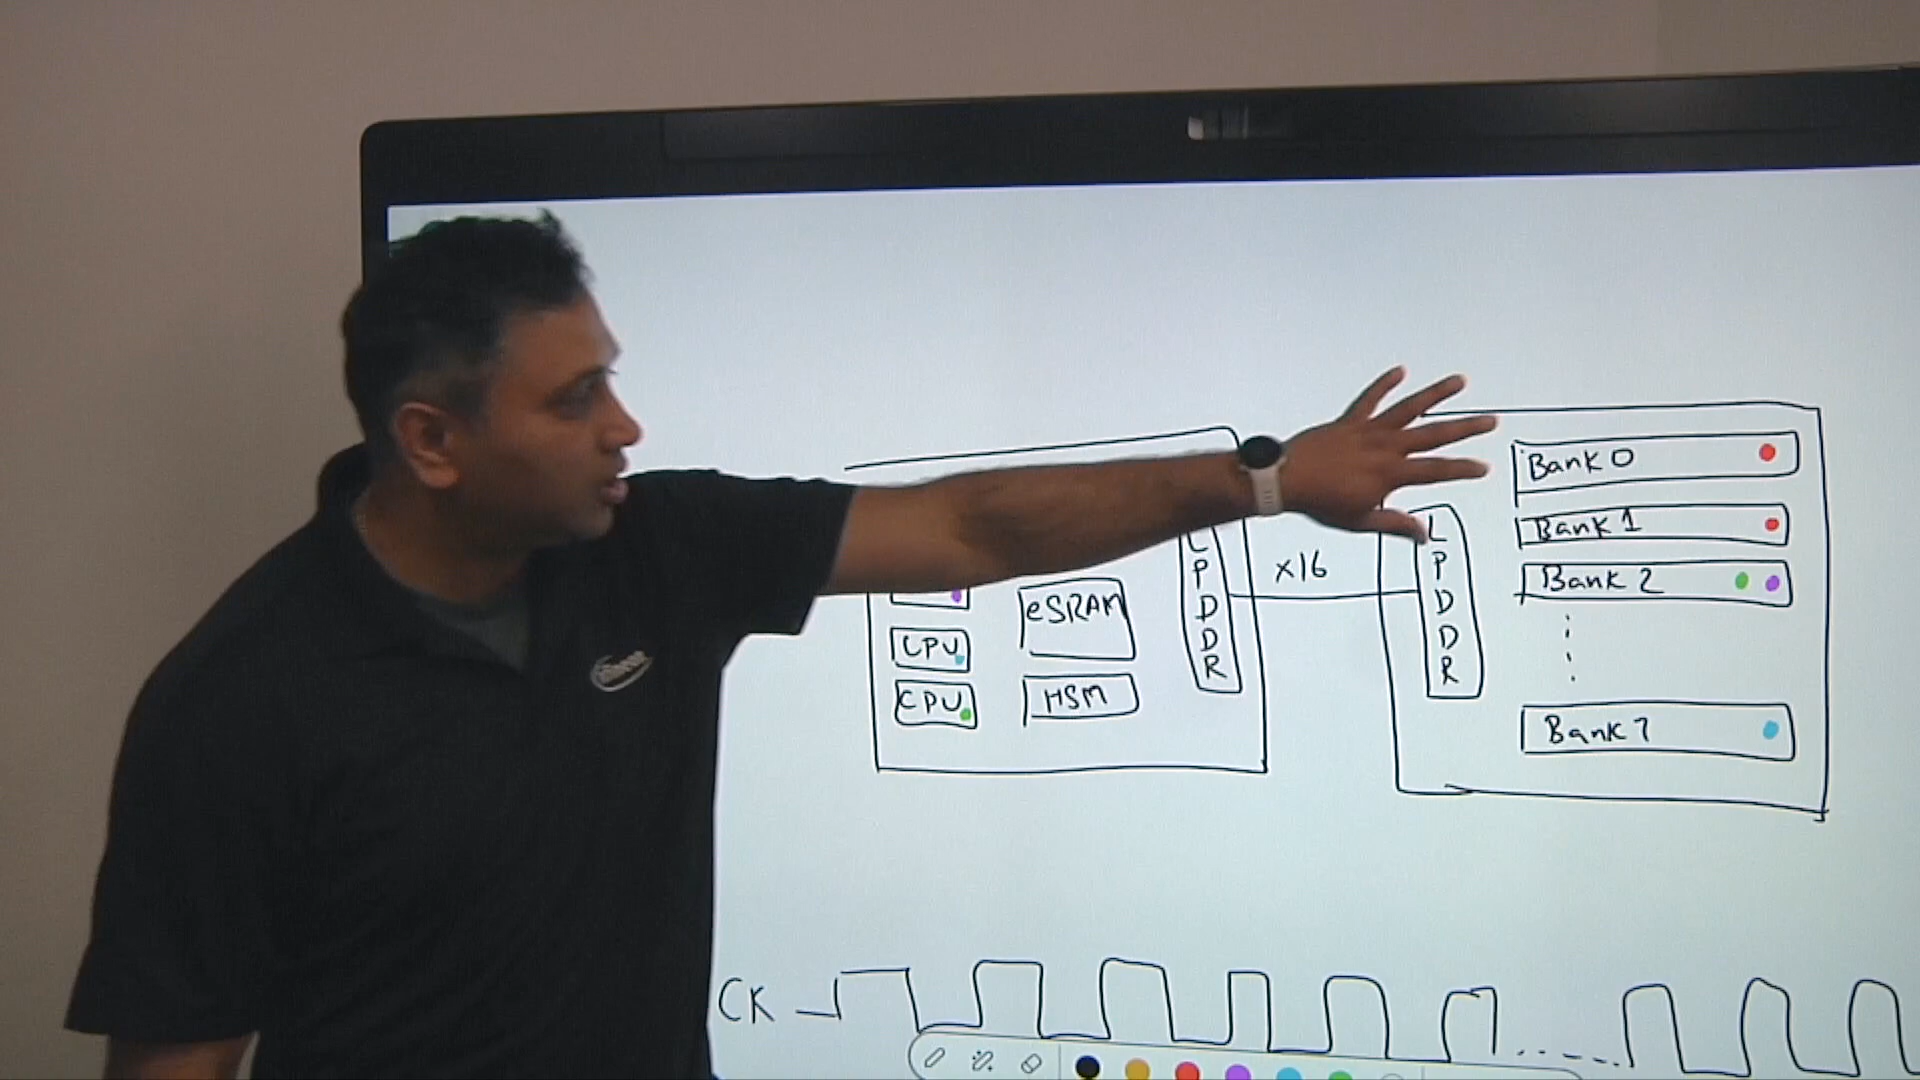 Bank 0
Bank 1
Bank 2
Bank 7
LPDDR
x16
LPDDR
eSRAM
HSM
CPU
CPU
CK